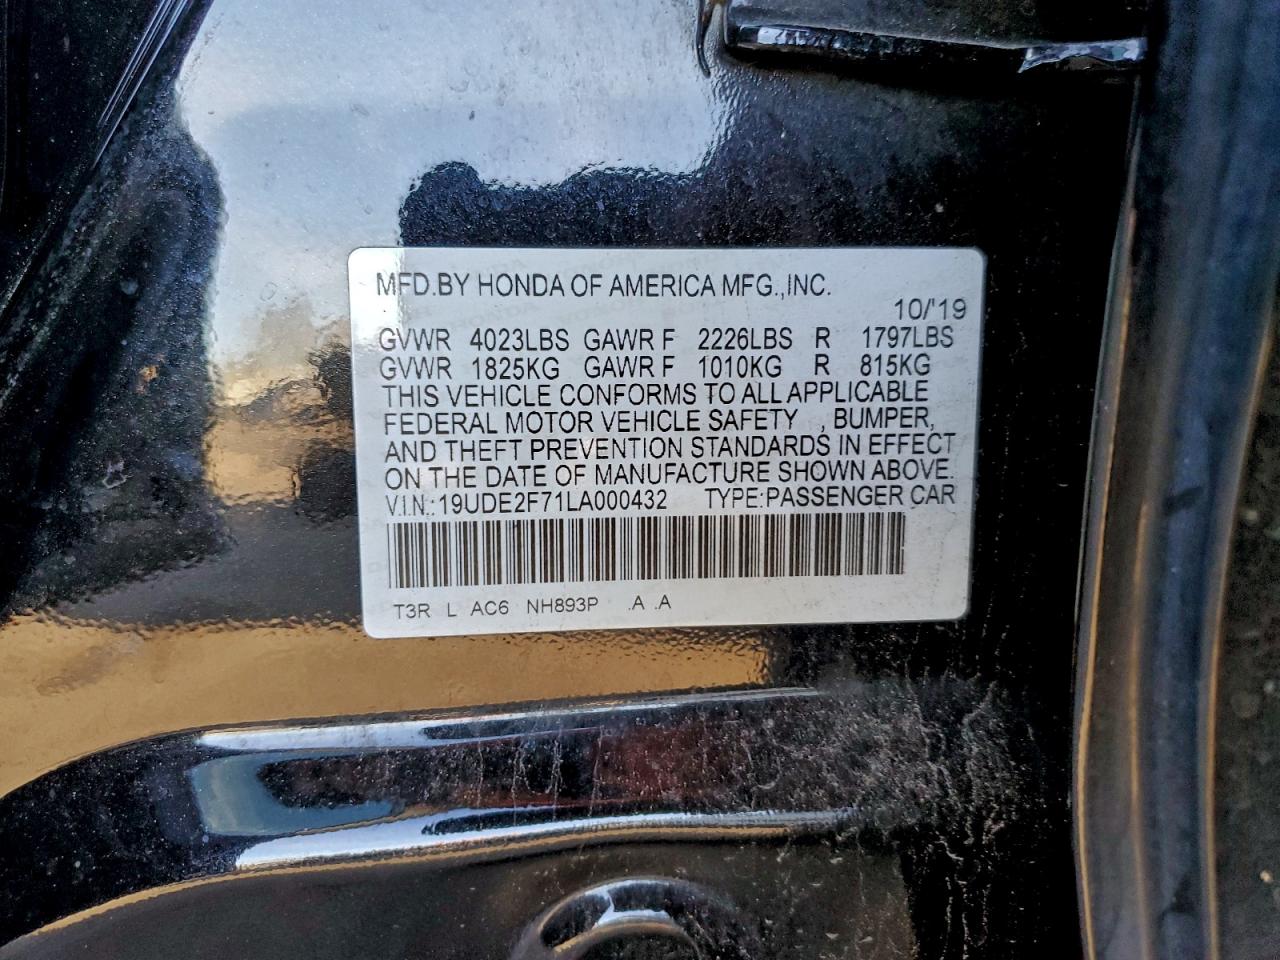 MFD.BY HONDA OF AMERICA MFG.,INC.
10/'19
GVWR 4023LBS GAWR F 2226LBS R 1797LBS
GVWR 1825KG GAWR F 1010KG R 815KG
THIS VEHICLE CONFORMS TO ALL APPLICABLE
FEDERAL MOTOR VEHICLE SAFETY , BUMPER,
AND THEFT PREVENTION STANDARDS IN EFFECT
ON THE DATE OF MANUFACTURE SHOWN ABOVE.
V.I.N.:19UDE2F71LA000432 TYPE:PASSENGER CAR
T3R L AC6 NH893P .A .A